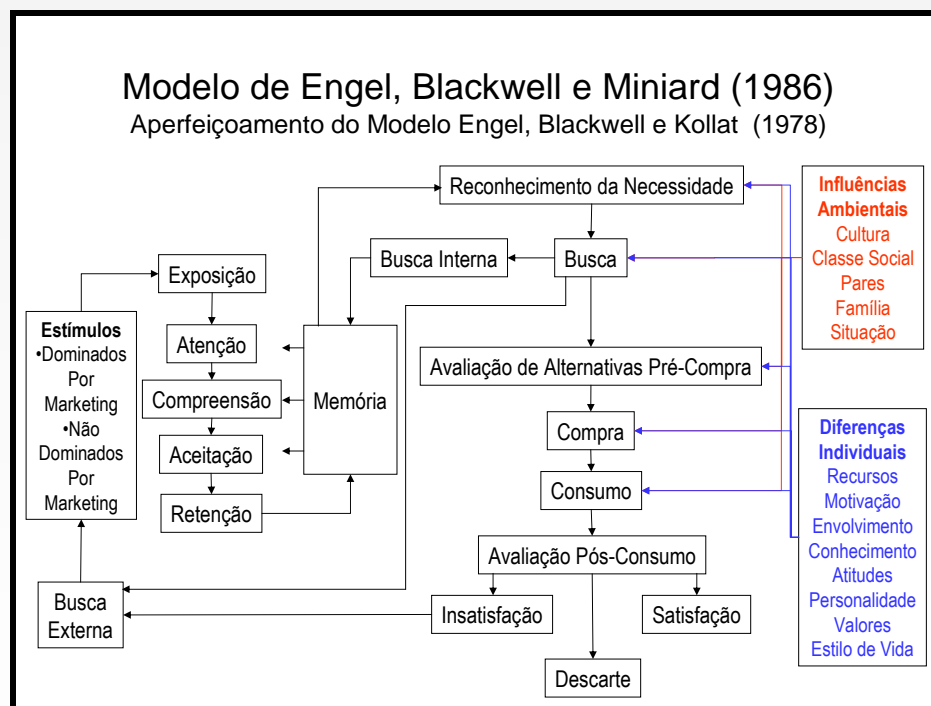 Modelo de Engel, Blackwell e Miniard (1986)
Aperfeiçoamento do Modelo Engel, Blackwell e Kollat (1978)
Reconhecimento da Necessidade
Busca Interna
Busca
Exposição
Estímulos
•Dominados
Por
Marketing
•Não
Dominados
Por
Marketing
Atenção
Compreensão
Aceitação
Retenção
Memória
Avaliação de Alternativas Pré-Compra
Compra
Consumo
Avaliação Pós-Consumo
Insatisfação
Satisfação
Descarte
Busca
Externa
Influências
Ambientais
Cultura
Classe Social
Pares
Família
Situação
Diferenças
Individuais
Recursos
Motivação
Envolvimento
Conhecimento
Atitudes
Personalidade
Valores
Estilo de Vida